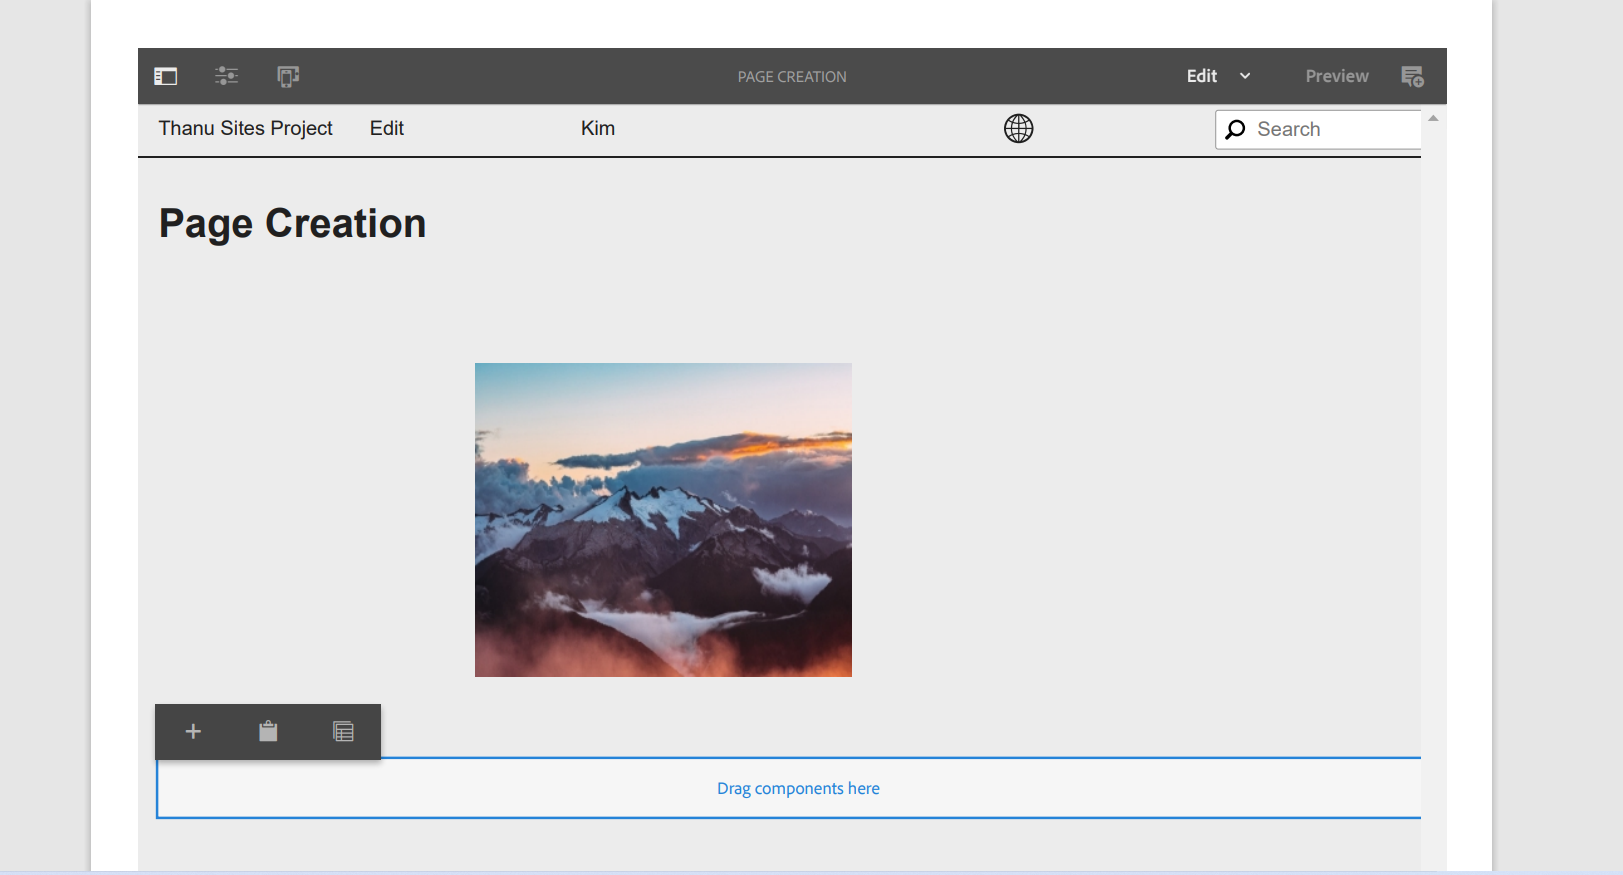 PAGE CREATION Edit Preview
Thanu Sites Project Edit Kim Search
Page Creation
Drag components here